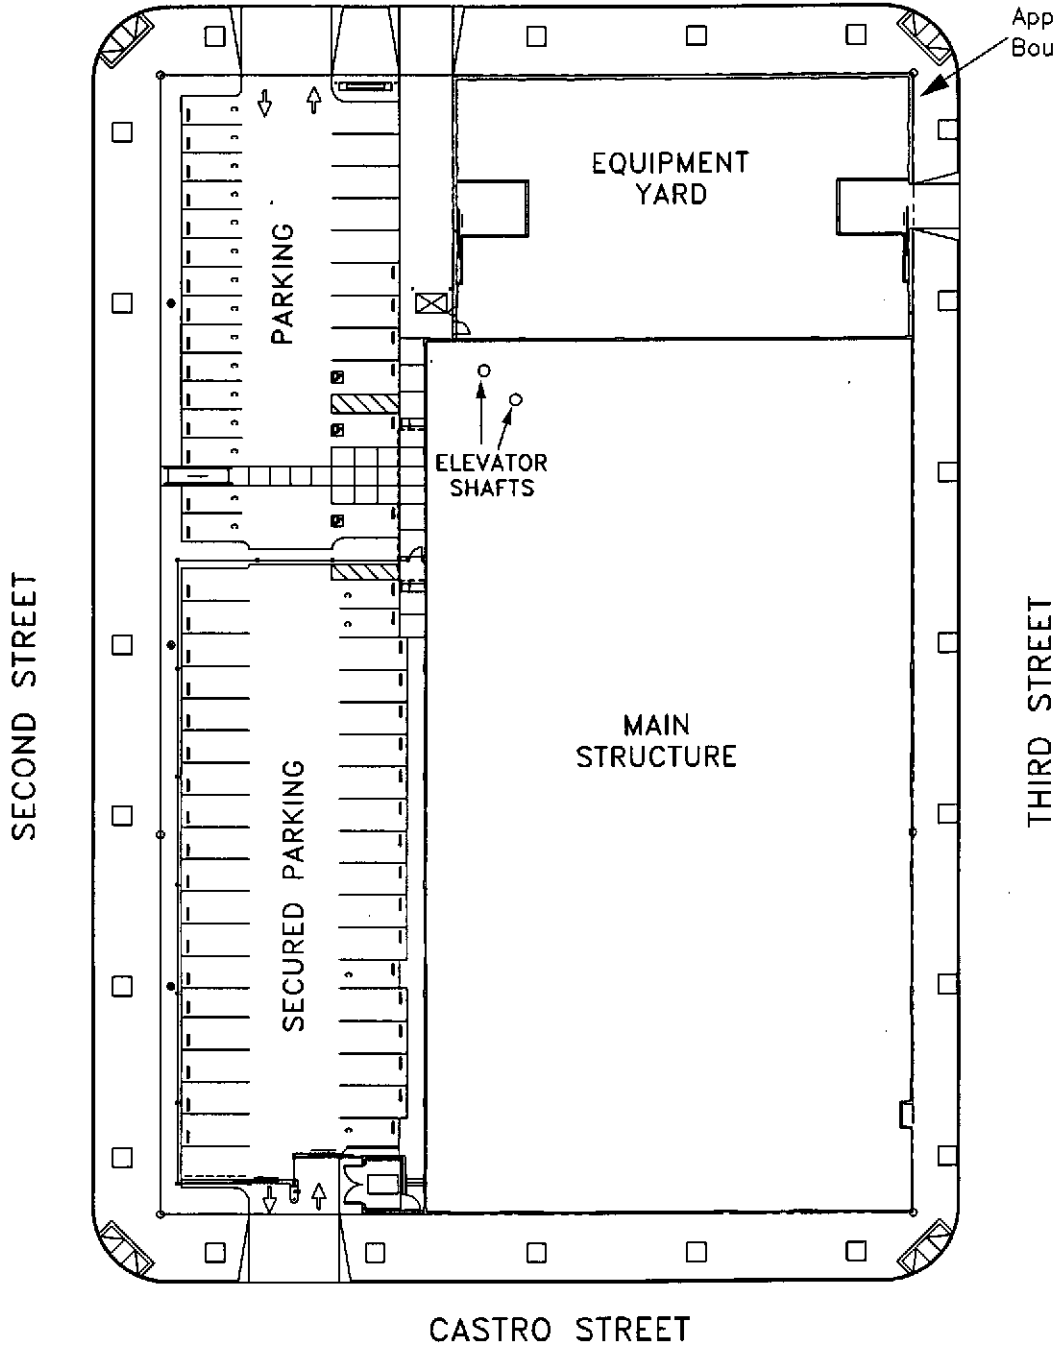 App
Bou
EQUIPMENT
YARD
PARKING
ELEVATOR
SHAFTS
SECOND STREET
THIRD STREET
MAIN
STRUCTURE
SECURED PARKING
CASTRO STREET